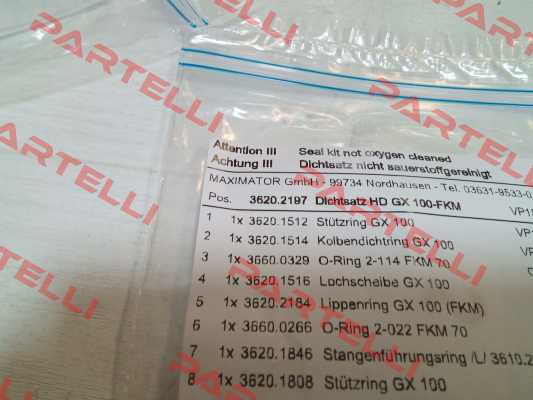 PARTELLI
Attention !!! Seal kit not oxygen cleaned
Achtung !!! Dichtsatz nicht sauerstoffgereinigt
MAXIMATOR GmbH - 99734 Nordhausen - Tel. 03631-9533-0
Pos. 3620.2197 Dichtsatz HD GX 100-FKM
1 1x 3620.1512 Stützring GX 100
2 1x 3620.1514 Kolbendichtring GX 100
3 1x 3660.0329 O-Ring 2-114 FKM 70
4 1x 3620.1516 Lochscheibe GX 100
5 1x 3620.2184 Lippenring GX 100 (FKM)
6 1x 3660.0266 O-Ring 2-022 FKM 70
7 1x 3620.1846 Stangenführungsring /L/ 3610.2
8 1x 3620.1808 Stützring GX 100